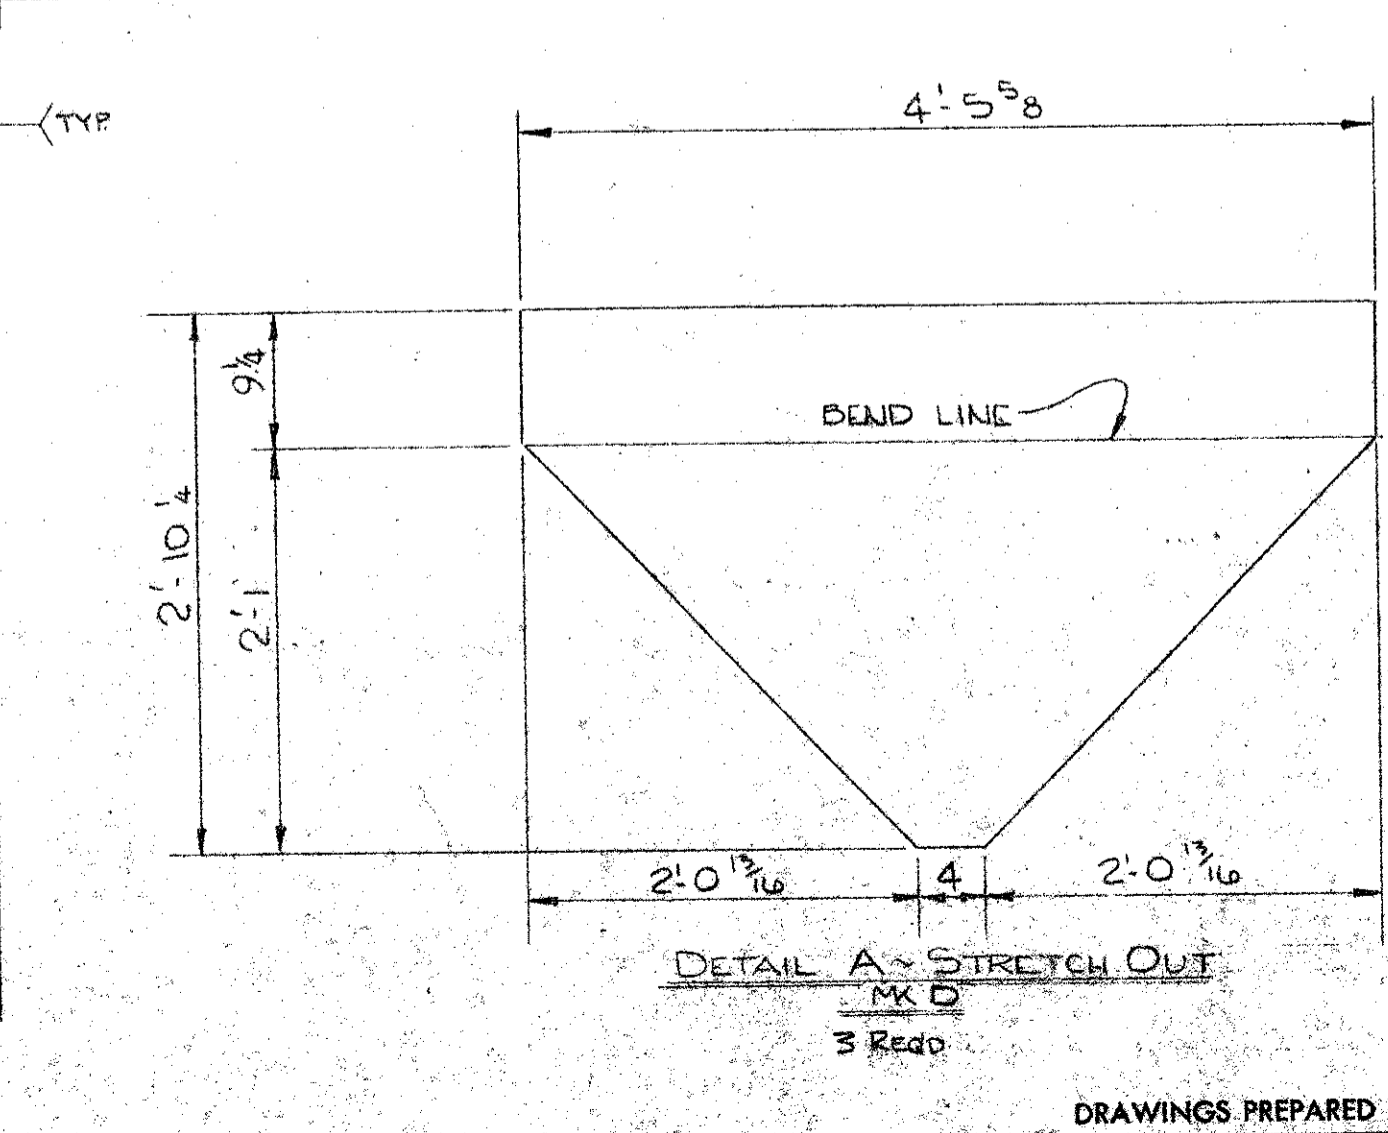 TYP.
4'-5 5/8
9 1/4
BEND LINE
2'-10 1/4
2'-1
2'-0 13/16
4
2'-0 13/16
DETAIL A ~ STRETCH OUT
MK D
3 REQD
DRAWINGS PREPARED